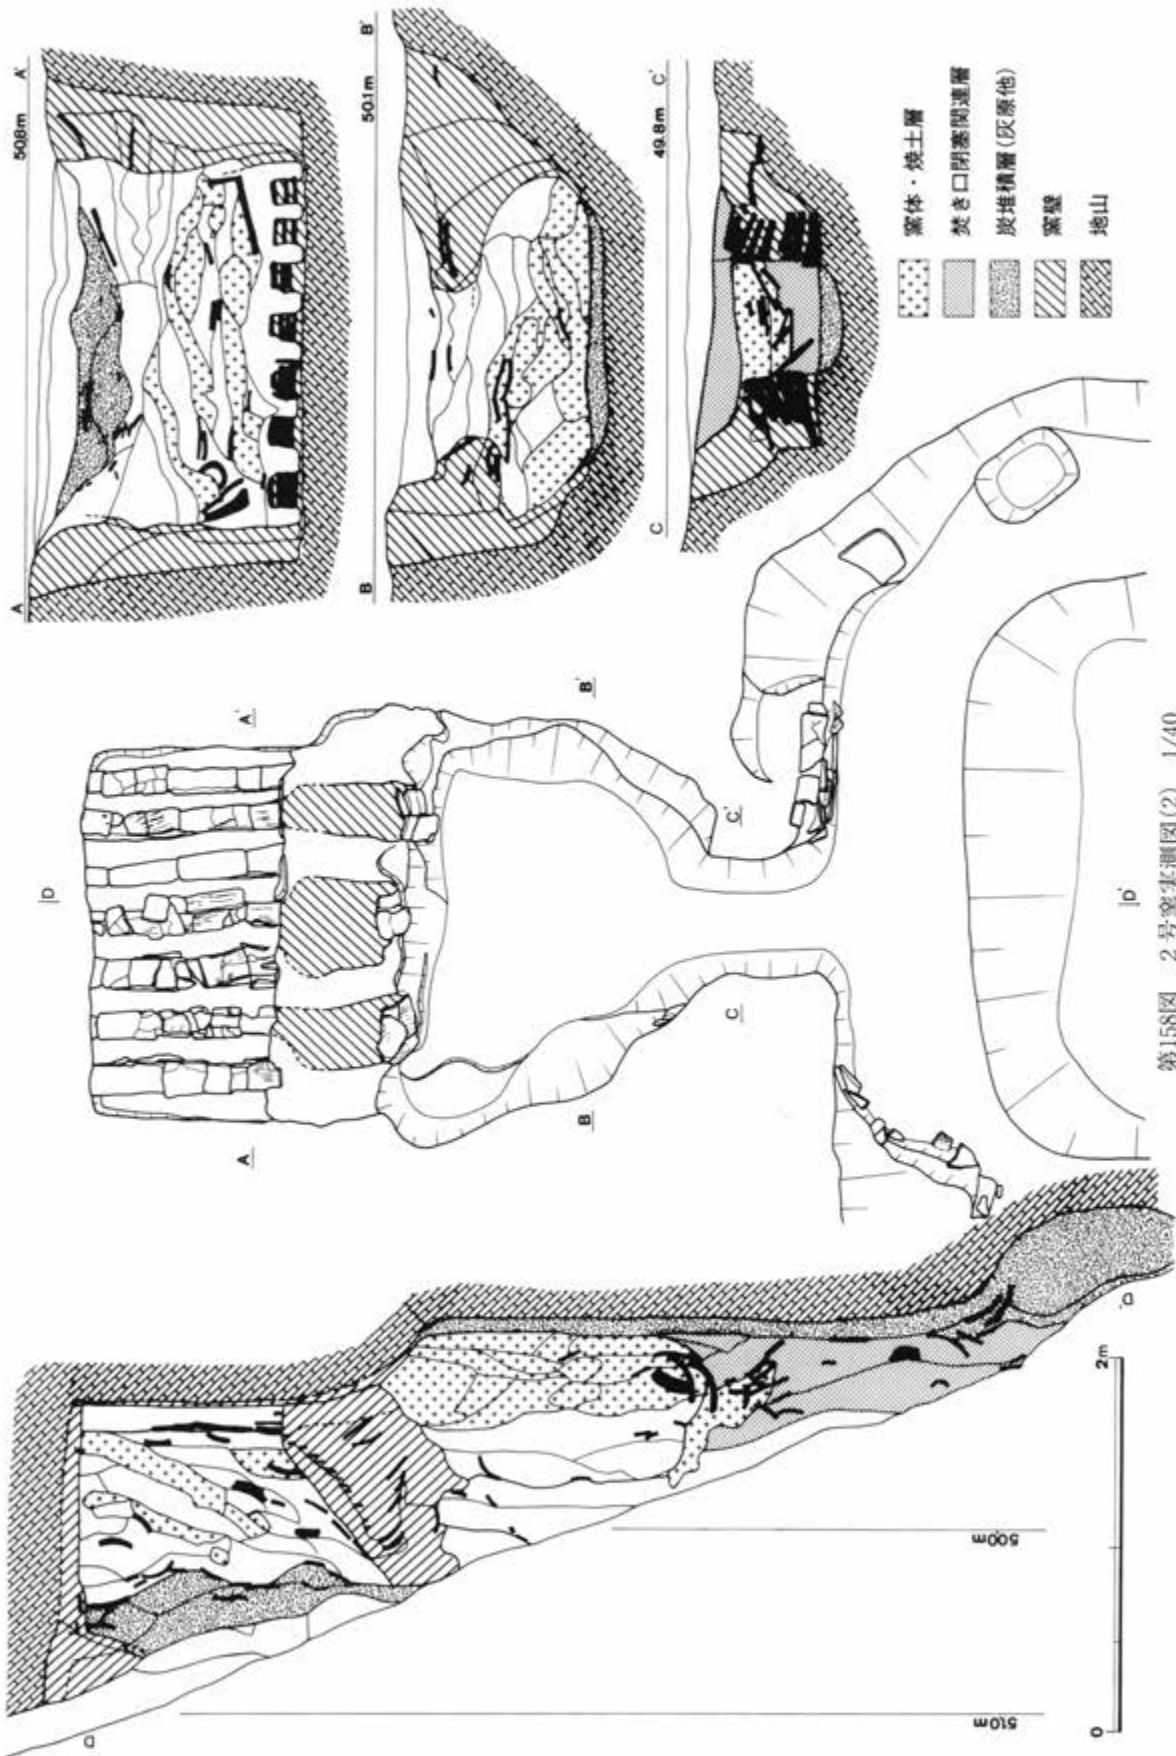 A
50.8m
A'
B
50.1m
B'
C
49.8m
C'
窯体・焼土層
焚き口閉塞関連層
炭堆積層(灰原他)
窯壁
地山
D
A
A'
B
B'
C
C'
D'
D
D'
51.0m
50.0m
0
2m
第158図 2号窯実測図(2) 1/40